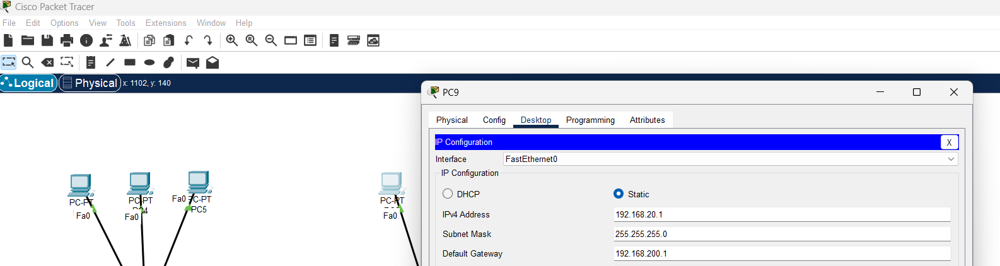 Cisco Packet Tracer
File Edit Options View Tools Extensions Window Help
Logical Physical x: 1102, y: 140
PC9
Physical Config Desktop Programming Attributes
IP Configuration X
Interface FastEthernet0
IP Configuration
DHCP Static
IPv4 Address 192.168.20.1
Subnet Mask 255.255.255.0
Default Gateway 192.168.200.1
PC-PT
Fa0
PC-PT
Fa0
Fa0
PC5
PC-PT
Fa0